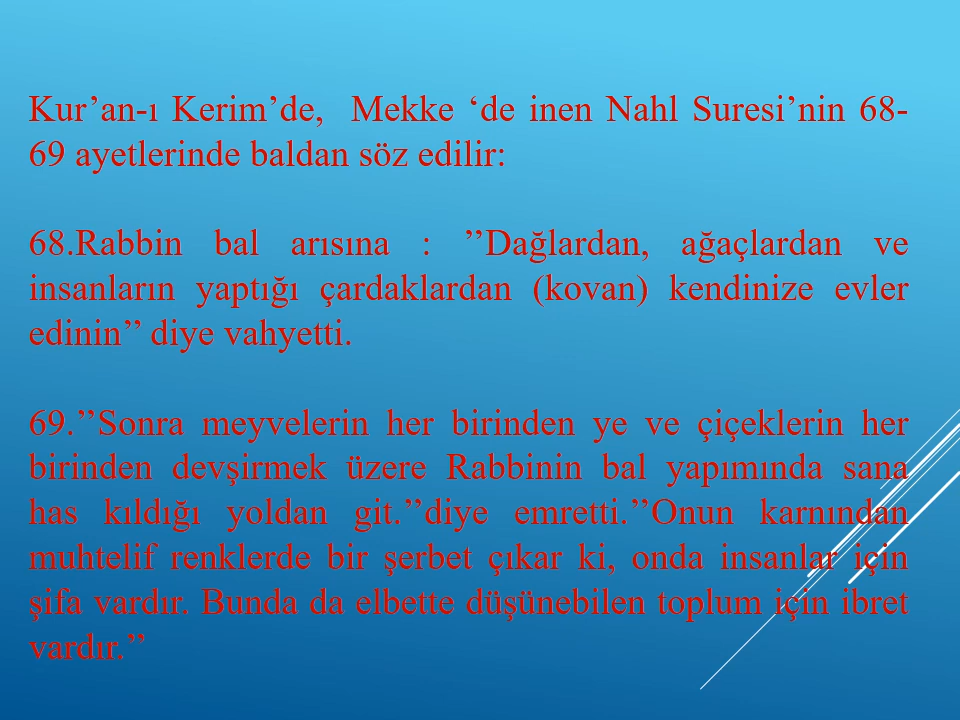 Kur’an-ı Kerim’de, Mekke ‘de inen Nahl Suresi’nin 68-
69 ayetlerinde baldan söz edilir:
68.Rabbin bal arısına : ’’Dağlardan, ağaçlardan ve
insanların yaptığı çardaklardan (kovan) kendinize evler
edinin’’ diye vahyetti.
69.’’Sonra meyvelerin her birinden ye ve çiçeklerin her
birinden devşirmek üzere Rabbinin bal yapımında sana
has kıldığı yoldan git.’’diye emretti.’’Onun karnından
muhtelif renklerde bir şerbet çıkar ki, onda insanlar için
şifa vardır. Bunda da elbette düşünebilen toplum için ibret
vardır.’’